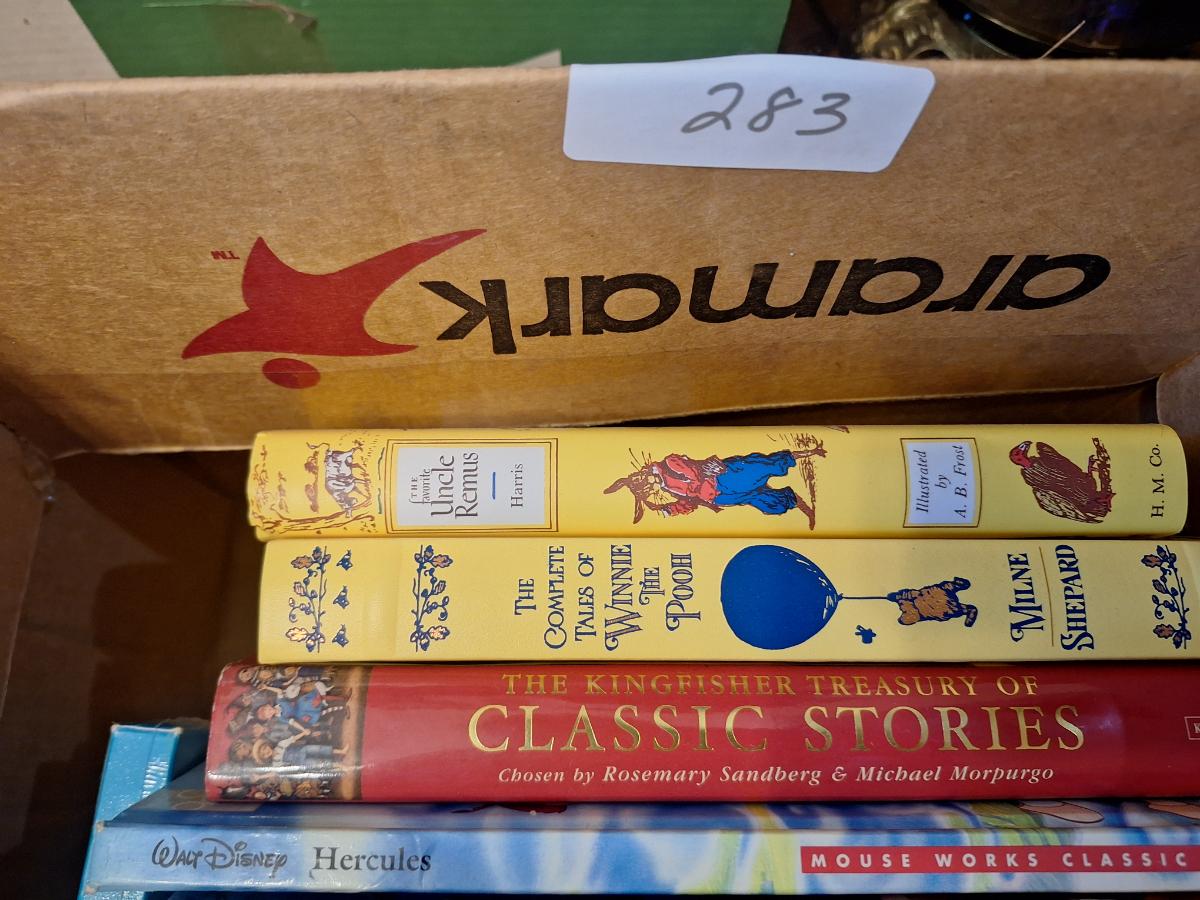 283
aramark
TM
THE
favorite
Uncle
Remus
Harris
Illustrated
by
A. B. Frost
H. M. Co.
THE
COMPLETE
TALES OF
WINNIE
THE
POOH
MILNE
SHEPARD
THE KINGFISHER TREASURY OF
CLASSIC STORIES
Chosen by Rosemary Sandberg & Michael Morpurgo
WALT DISNEY Hercules
MOUSE WORKS CLASSIC